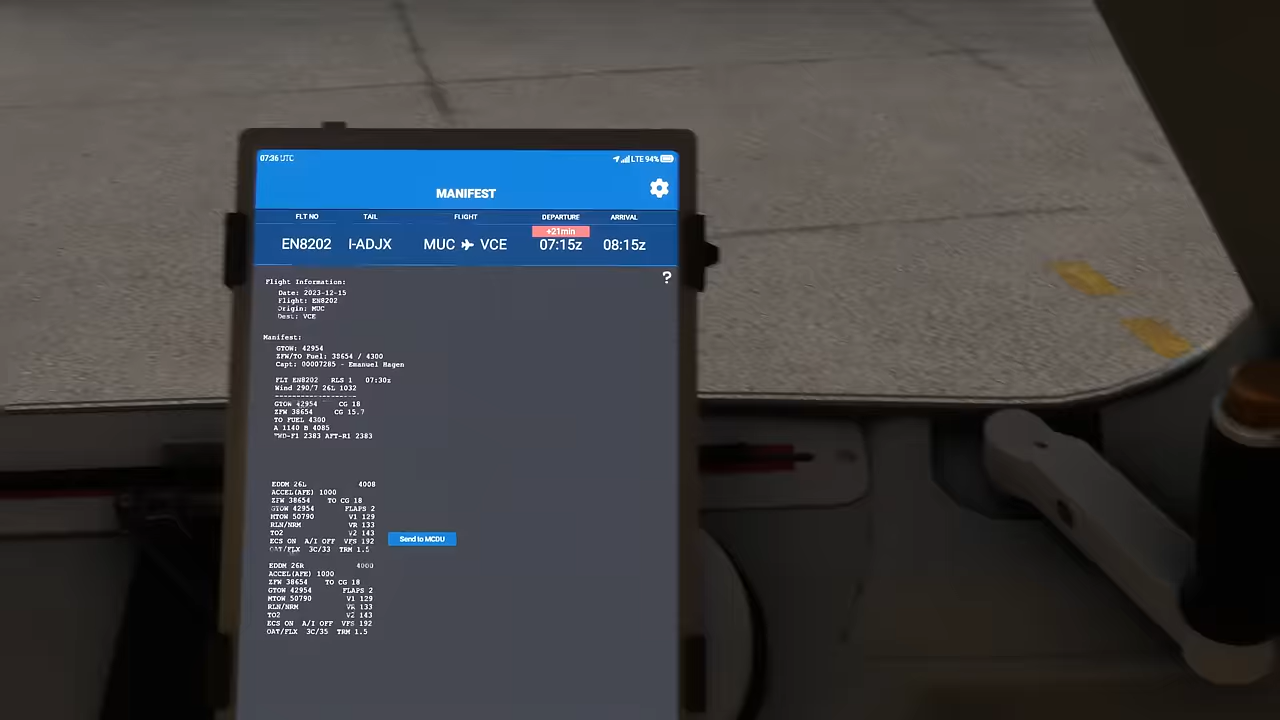 07:36 UTC LTE 94%
MANIFEST
FLT NO TAIL FLIGHT DEPARTURE ARRIVAL
+21min
EN8202 I-ADJX MUC VCE 07:15z 08:15z
?
Flight Information:
Date: 2023-12-15
Flight: EN8202
Origin: MUC
Dest: VCE
Manifest:
GTOW: 42954
ZFW/TO Fuel: 38654 / 4300
Capt: 00007285 - Emanuel Hagen
FLT EN8202 RLS 1 07:30z
Wind 290/7 26L 1032
-------------------
GTOW 42954 CG 18
ZFW 38654 CG 15.7
TO FUEL 4300
A 1140 B 4085
FWD-F1 2383 AFT-R1 2383
EDDM 26L 4008
ACCEL(AFE) 1000
ZFW 38654 TO CG 18
GTOW 42954 FLAPS 2
MTOW 50790 V1 129
RLN/NRM VR 133
TO2 V2 143
ECS ON A/I OFF VFS 192
OAT/FLX 3C/33 TRM 1.5
Send to MCDU
EDDM 26R 4000
ACCEL(AFE) 1000
ZFW 38654 TO CG 18
GTOW 42954 FLAPS 2
MTOW 50790 V1 129
RLN/NRM VR 133
TO2 V2 143
ECS ON A/I OFF VFS 192
OAT/FLX 3C/35 TRM 1.5